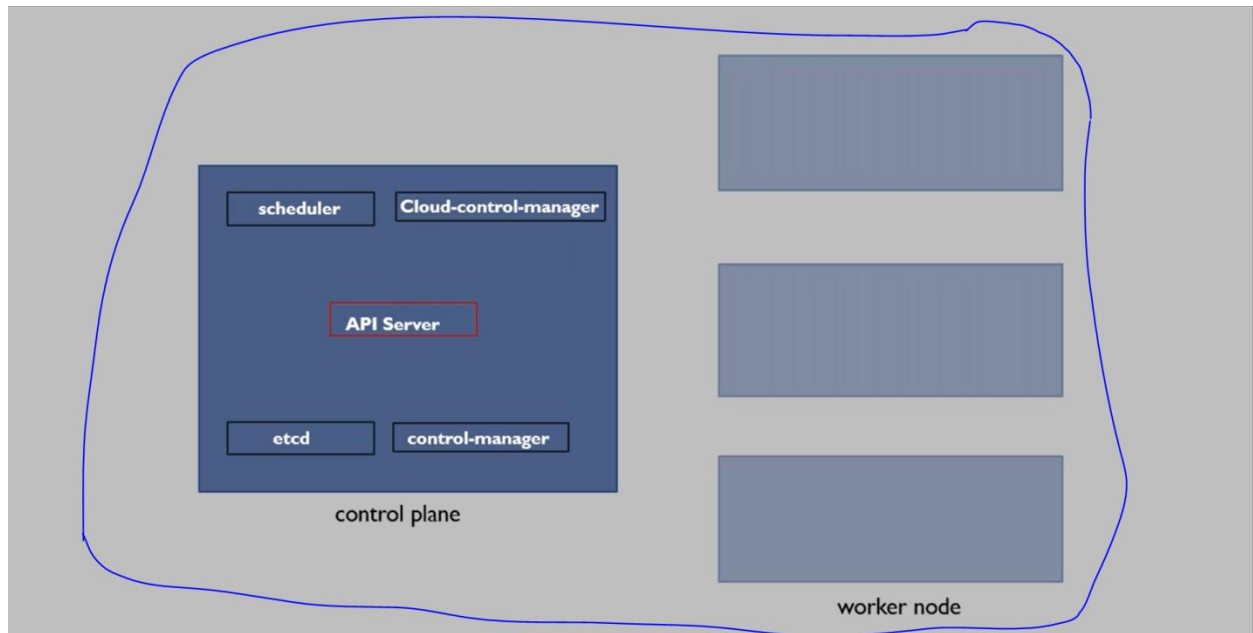 scheduler
Cloud-control-manager
API Server
etcd
control-manager
control plane
worker node